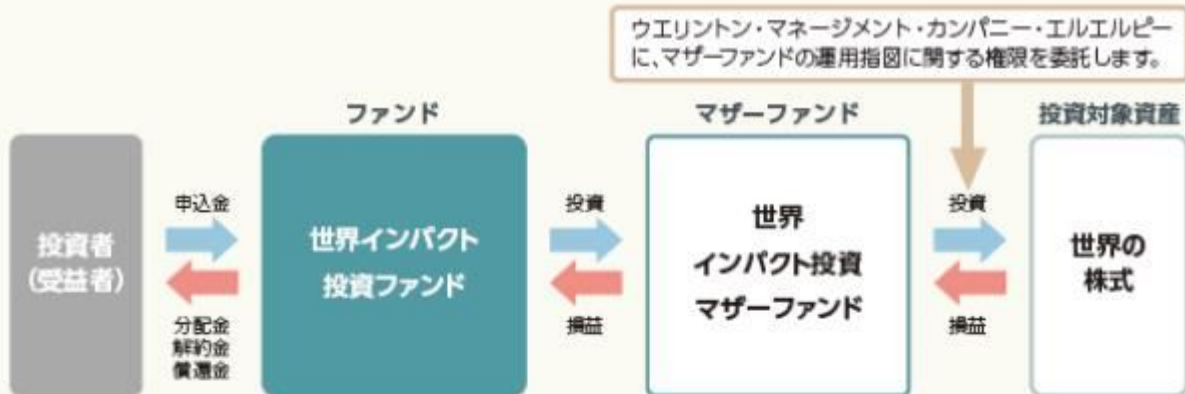 ウエリントン・マネージメント・カンパニー・エルエルピー
に、マザーファンドの運用指図に関する権限を委託します。
ファンド
マザーファンド
投資対象資産
投資者
(受益者)
申込金
分配金
解約金
償還金
世界インパクト
投資ファンド
投資
損益
世界
インパクト投資
マザーファンド
投資
損益
世界の
株式